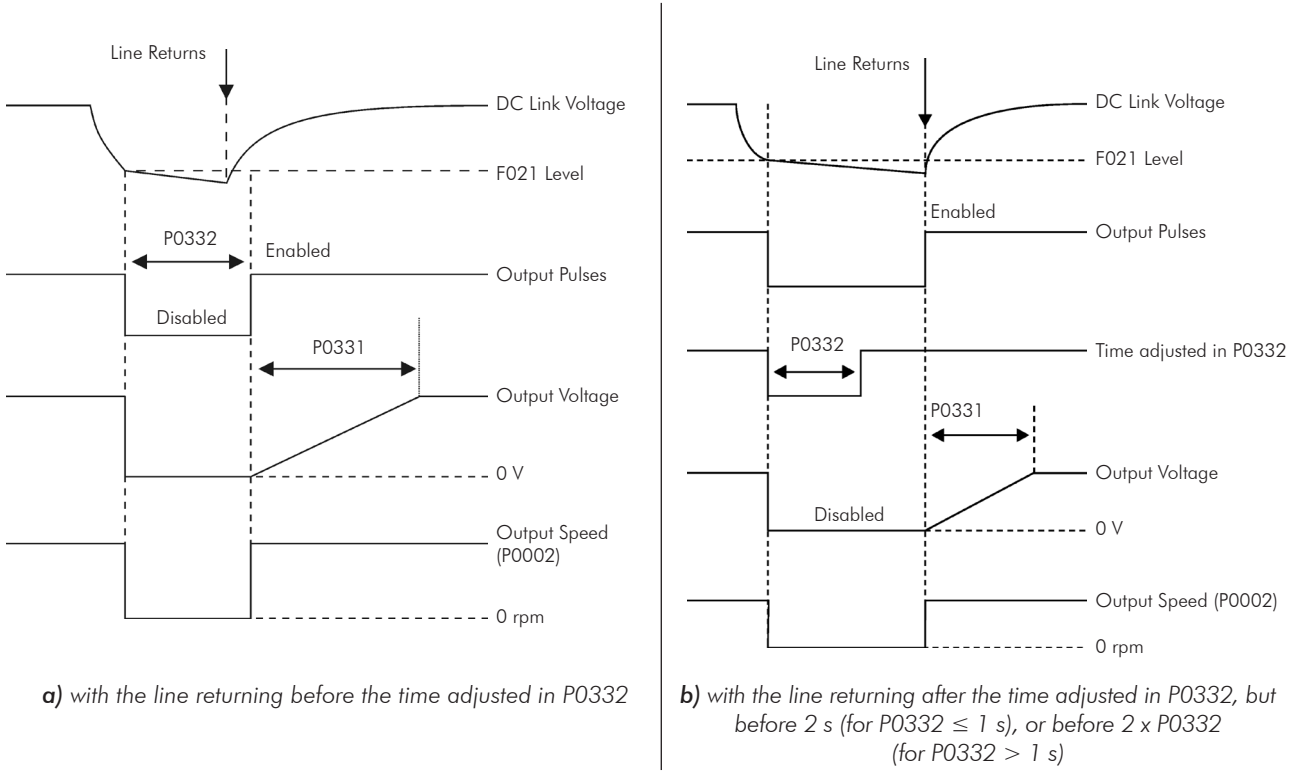 Line Returns
DC Link Voltage
F021 Level
P0332
Enabled
Output Pulses
Disabled
P0331
Output Voltage
0 V
Output Speed
(P0002)
0 rpm
a) with the line returning before the time adjusted in P0332
Line Returns
DC Link Voltage
F021 Level
Enabled
Output Pulses
P0332
Time adjusted in P0332
P0331
Output Voltage
Disabled
0 V
Output Speed (P0002)
0 rpm
b) with the line returning after the time adjusted in P0332, but
before 2 s (for P0332 ≤ 1 s), or before 2 x P0332
(for P0332 > 1 s)